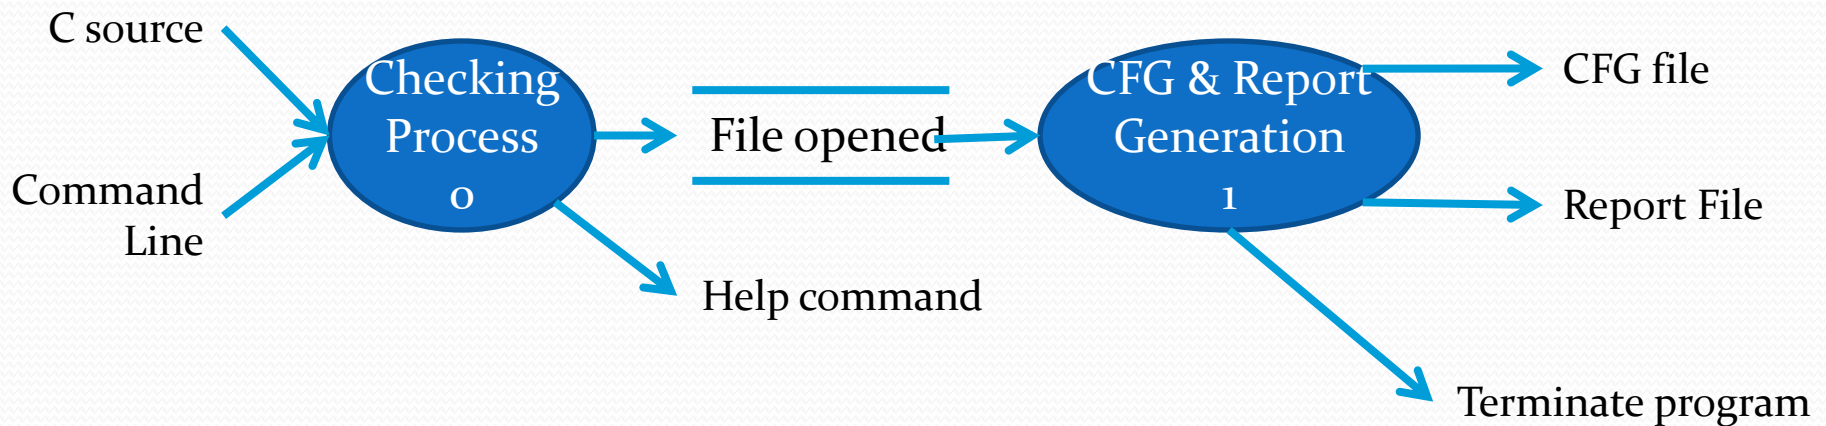 C source
Command
Line
Checking
Process
0
File opened
Help command
CFG & Report
Generation
1
CFG file
Report File
Terminate program